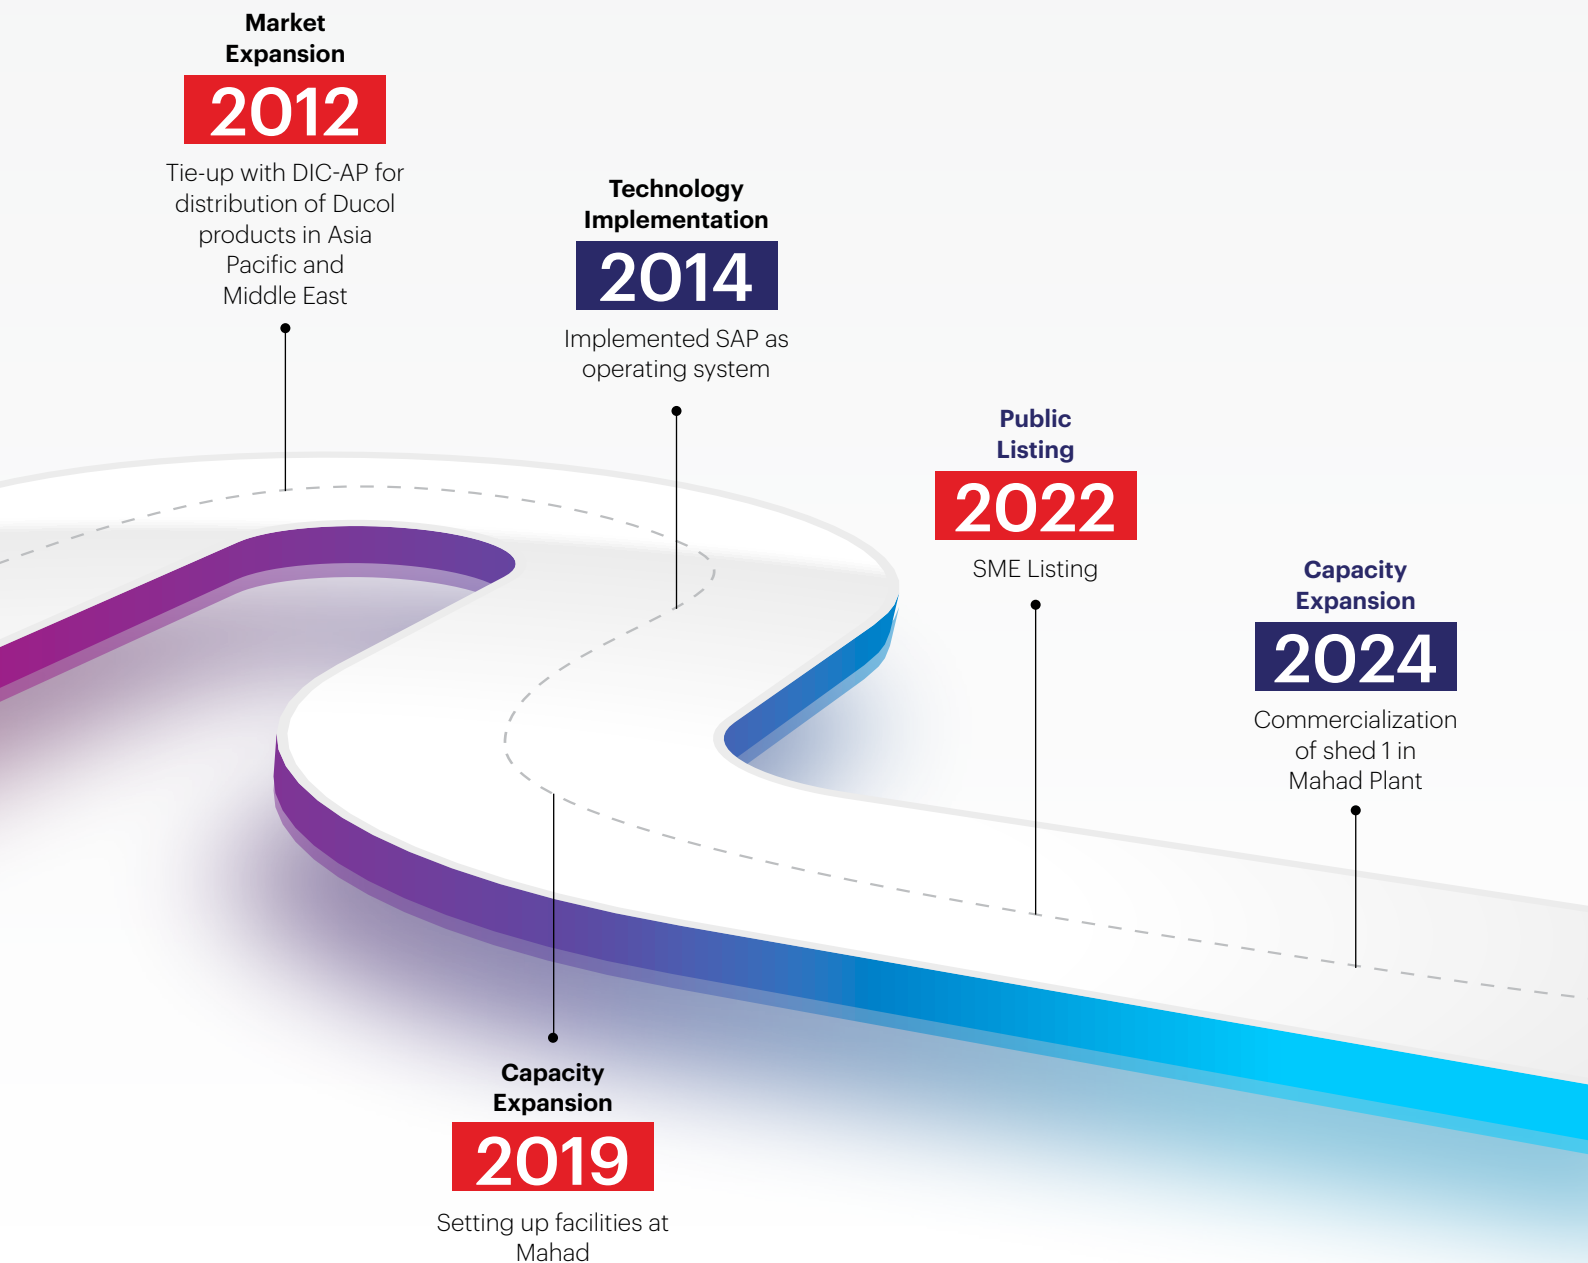 Market
Expansion
2012
Tie-up with DIC-AP for
distribution of Ducol
products in Asia
Pacific and
Middle East
Technology
Implementation
2014
Implemented SAP as
operating system
Public
Listing
2022
SME Listing
Capacity
Expansion
2024
Commercialization
of shed 1 in
Mahad Plant
Capacity
Expansion
2019
Setting up facilities at
Mahad